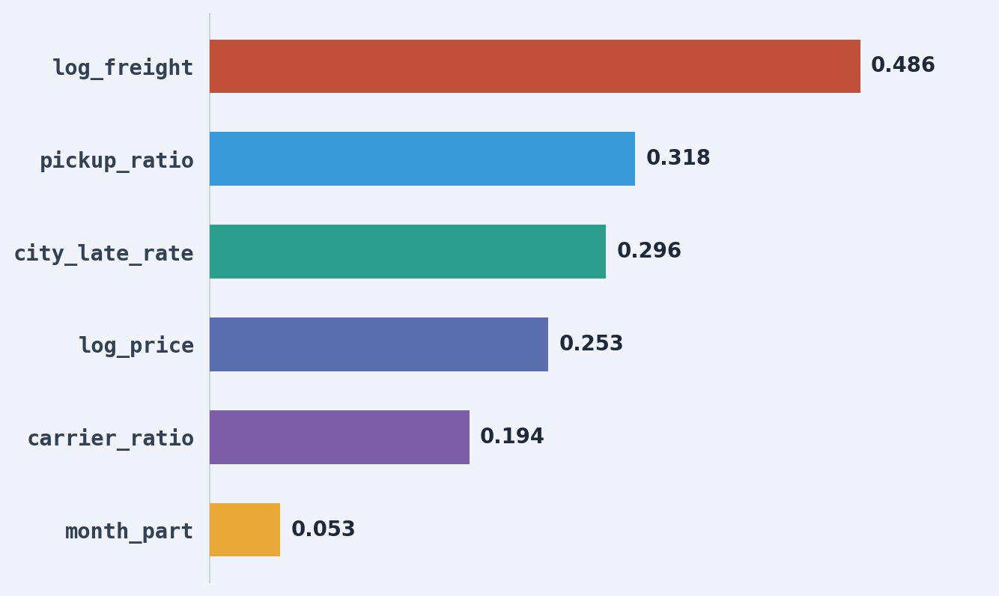 log_freight 0.486
pickup_ratio 0.318
city_late_rate 0.296
log_price 0.253
carrier_ratio 0.194
month_part 0.053